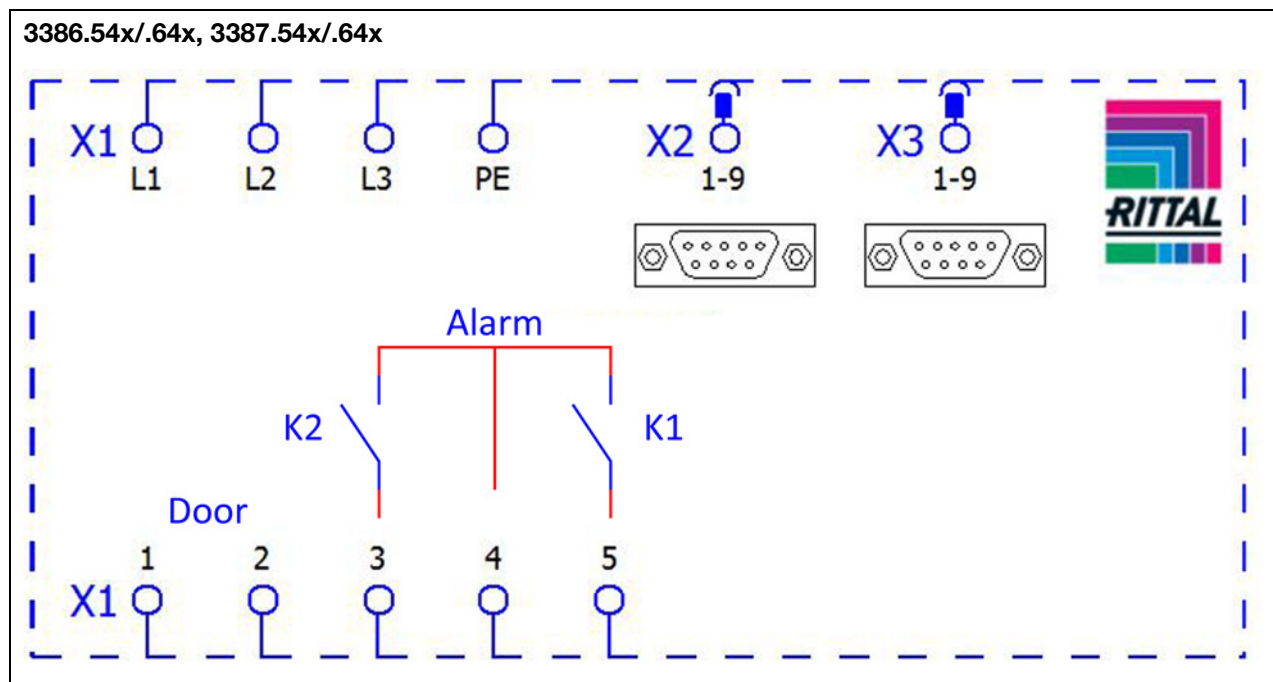 3386.54x/.64x, 3387.54x/.64x
X1 X2 X3
L1 L2 L3 PE 1-9 1-9
RITTAL
Alarm
K2 K1
Door
1 2 3 4 5
X1